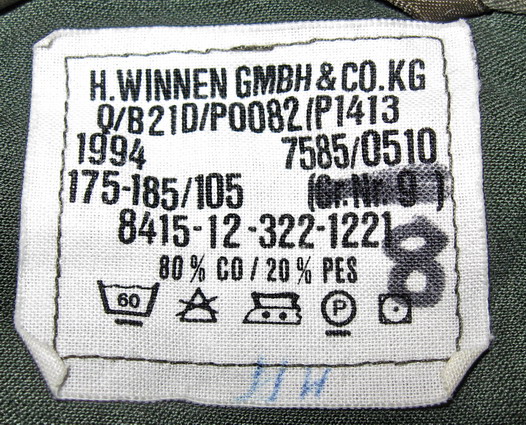 H.WINNEN GMBH & CO.KG
Q/B21D/P0082/P1413
1994 7585/0510
175-185/105 (Gr.Nr. 9 )
8415-12-322-1221
8
80% CO / 20% PES
60 P